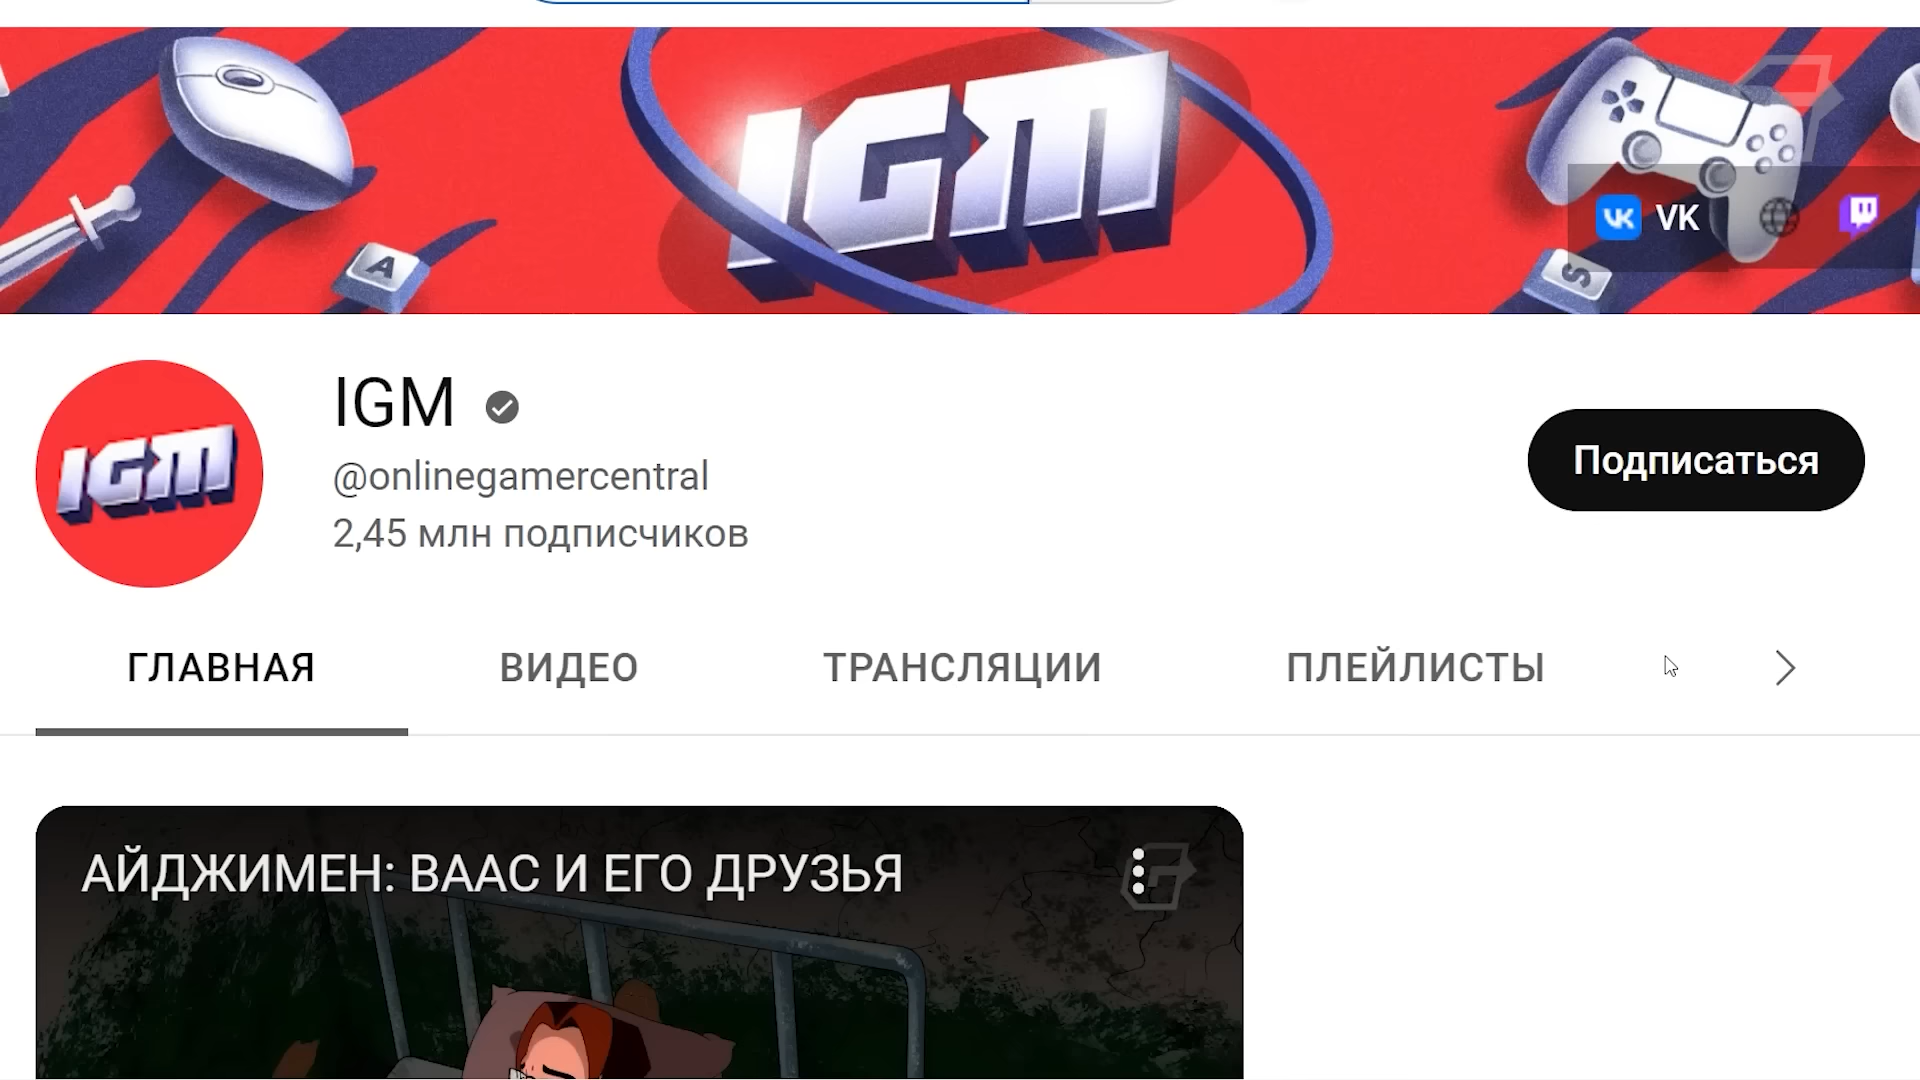 IGM
A
S
VK
IGM
IGM
@onlinegamercentral
2,45 млн подписчиков
Подписаться
ГЛАВНАЯ
ВИДЕО
ТРАНСЛЯЦИИ
ПЛЕЙЛИСТЫ
АЙДЖИМЕН: ВААС И ЕГО ДРУЗЬЯ